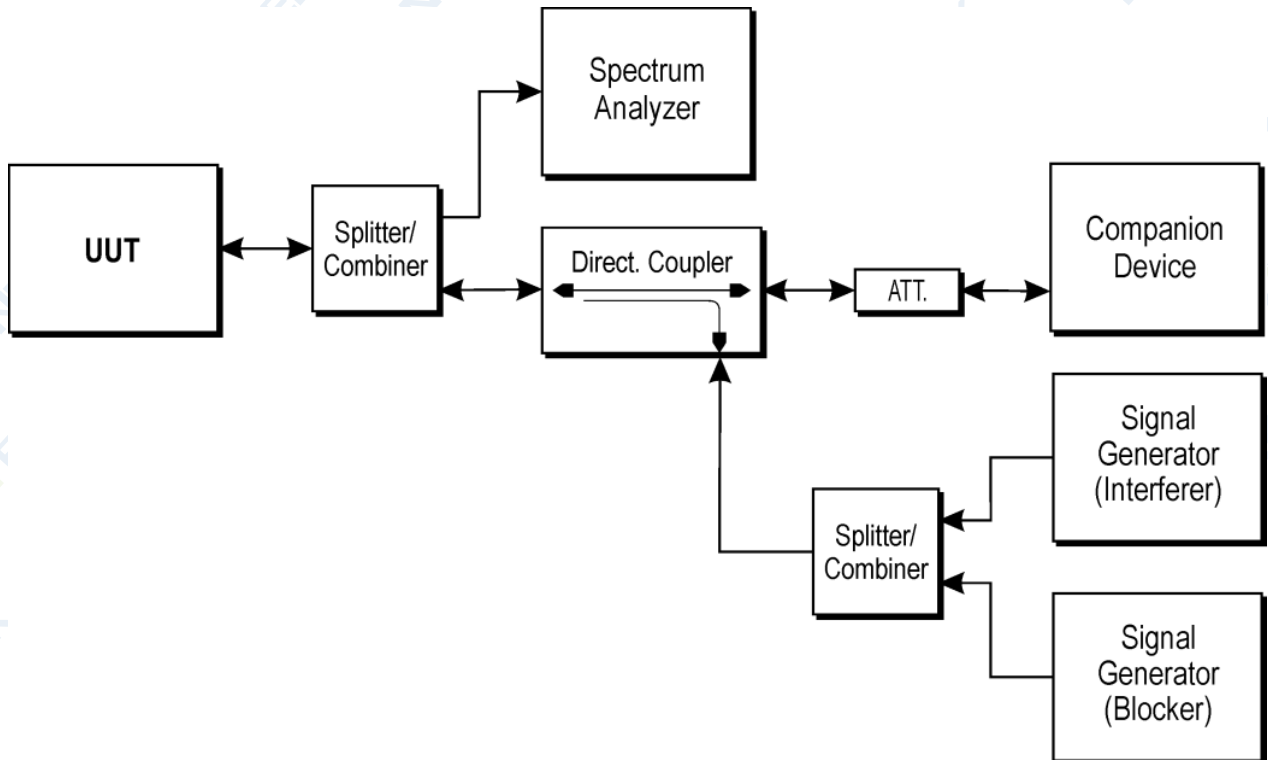 Spectrum
Analyzer
UUT
Splitter/
Combiner
Direct. Coupler
ATT.
Companion
Device
Signal
Generator
(Interferer)
Splitter/
Combiner
Signal
Generator
(Blocker)